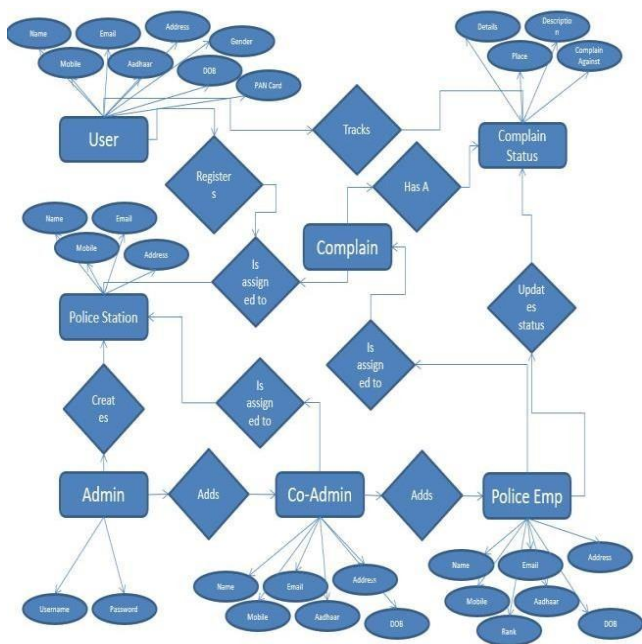 Name
Email
Address
Gender
Mobile
Aadhaar
DOB
PAN Card
User
Details
Descriptio
n
Place
Complain
Against
Tracks
Complain
Status
Register
s
Has A
Name
Email
Mobile
Address
Complain
Is
assign
ed to
Police Station
Updat
es
status
Is
assign
ed to
Is
assign
ed to
Creat
es
Admin
Adds
Co-Admin
Adds
Police Emp
Username
Password
Name
Email
Address
Mobile
Aadhaar
DOB
Name
Email
Address
Mobile
Aadhaar
Rank
DOB